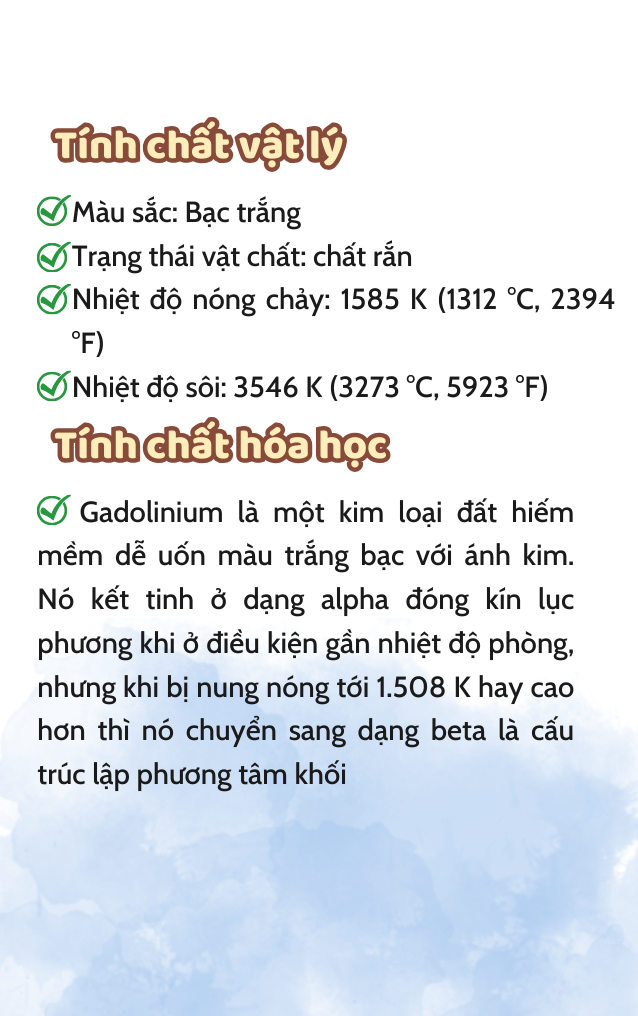 Tính chất vật lý
Màu sắc: Bạc trắng
Trạng thái vật chất: chất rắn
Nhiệt độ nóng chảy: 1585 K (1312 °C, 2394
°F)
Nhiệt độ sôi: 3546 K (3273 °C, 5923 °F)
Tính chất hóa học
Gadolinium là một kim loại đất hiếm
mềm dễ uốn màu trắng bạc với ánh kim.
Nó kết tinh ở dạng alpha đóng kín lục
phương khi ở điều kiện gần nhiệt độ phòng,
nhưng khi bị nung nóng tới 1.508 K hay cao
hơn thì nó chuyển sang dạng beta là cấu
trúc lập phương tâm khối